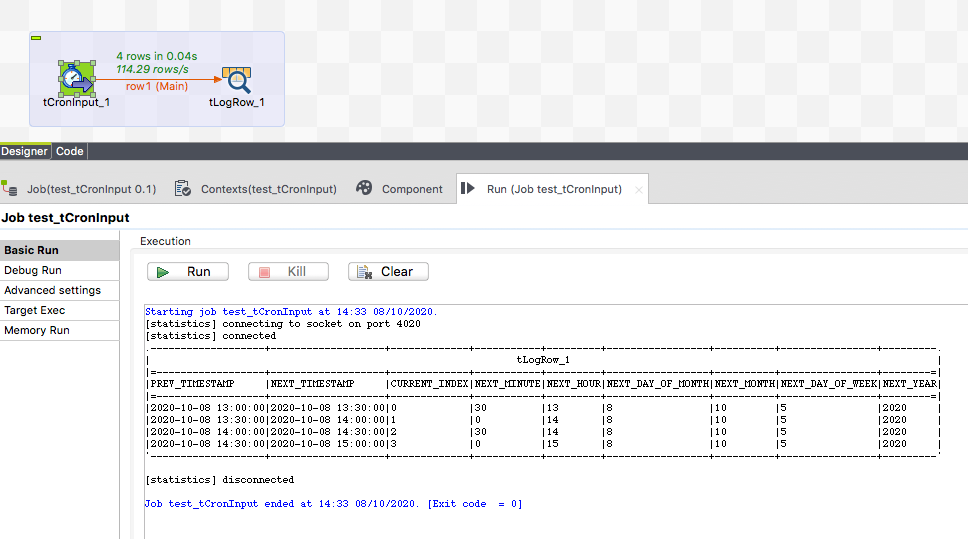 4 rows in 0.04s
114.29 rows/s
row1 (Main)
tCronInput_1
tLogRow_1
Designer
Code
Job(test_tCronInput 0.1)
Contexts(test_tCronInput)
Component
Run (Job test_tCronInput)
Job test_tCronInput
Basic Run
Debug Run
Advanced settings
Target Exec
Memory Run
Execution
Run
Kill
Clear
Starting job test_tCronInput at 14:33 08/10/2020.
[statistics] connecting to socket on port 4020
[statistics] connected
.-------------------+-------------------+-------------+-----------+---------+-----------------+----------+----------------+---------.
| tLogRow_1 |
|=------------------+-------------------+-------------+-----------+---------+-----------------+----------+----------------+--------=|
|PREV_TIMESTAMP |NEXT_TIMESTAMP |CURRENT_INDEX|NEXT_MINUTE|NEXT_HOUR|NEXT_DAY_OF_MONTH|NEXT_MONTH|NEXT_DAY_OF_WEEK|NEXT_YEAR|
|=------------------+-------------------+-------------+-----------+---------+-----------------+----------+----------------+--------=|
|2020-10-08 13:00:00|2020-10-08 13:30:00|0 |30 |13 |8 |10 |5 |2020 |
|2020-10-08 13:30:00|2020-10-08 14:00:00|1 |0 |14 |8 |10 |5 |2020 |
|2020-10-08 14:00:00|2020-10-08 14:30:00|2 |30 |14 |8 |10 |5 |2020 |
|2020-10-08 14:30:00|2020-10-08 15:00:00|3 |0 |15 |8 |10 |5 |2020 |
'-------------------+-------------------+-------------+-----------+---------+-----------------+----------+----------------+---------'
[statistics] disconnected
Job test_tCronInput ended at 14:33 08/10/2020. [Exit code  = 0]